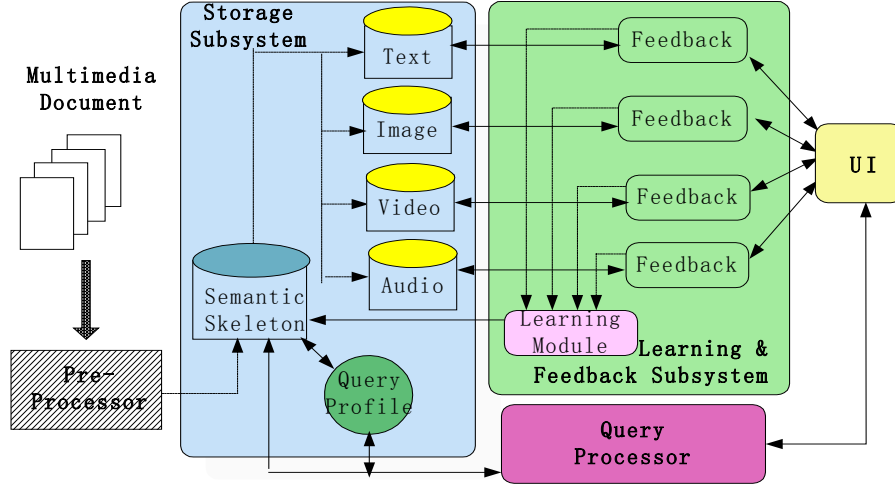 Storage
Subsystem
Multimedia
Document
Text
Image
Video
Audio
Semantic
Skeleton
Pre-
Processor
Query
Profile
Feedback
Feedback
Feedback
Feedback
Learning
Module
Learning &
Feedback Subsystem
UI
Query
Processor